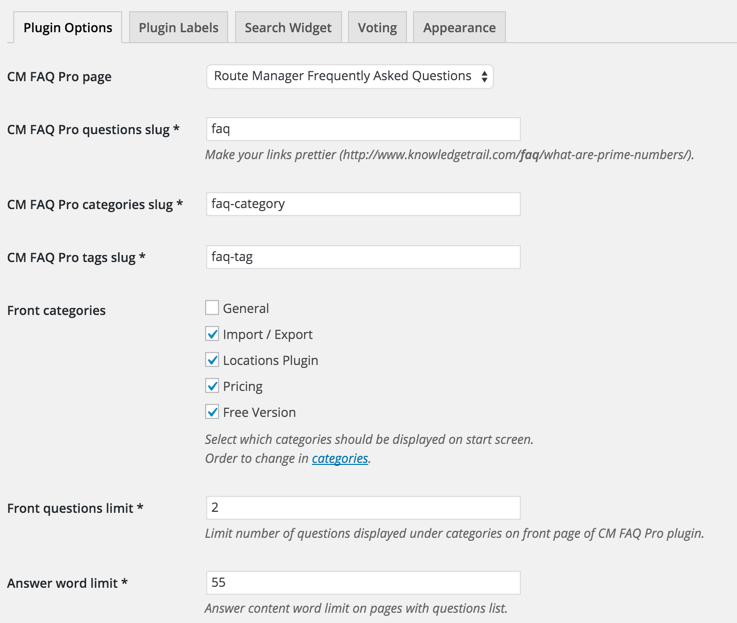 Plugin Options Plugin Labels Search Widget Voting Appearance
CM FAQ Pro page Route Manager Frequently Asked Questions
CM FAQ Pro questions slug * faq
Make your links prettier (http://www.knowledgetrail.com/faq/what-are-prime-numbers/).
CM FAQ Pro categories slug * faq-category
CM FAQ Pro tags slug * faq-tag
Front categories General
Import / Export
Locations Plugin
Pricing
Free Version
Select which categories should be displayed on start screen.
Order to change in categories.
Front questions limit * 2
Limit number of questions displayed under categories on front page of CM FAQ Pro plugin.
Answer word limit * 55
Answer content word limit on pages with questions list.